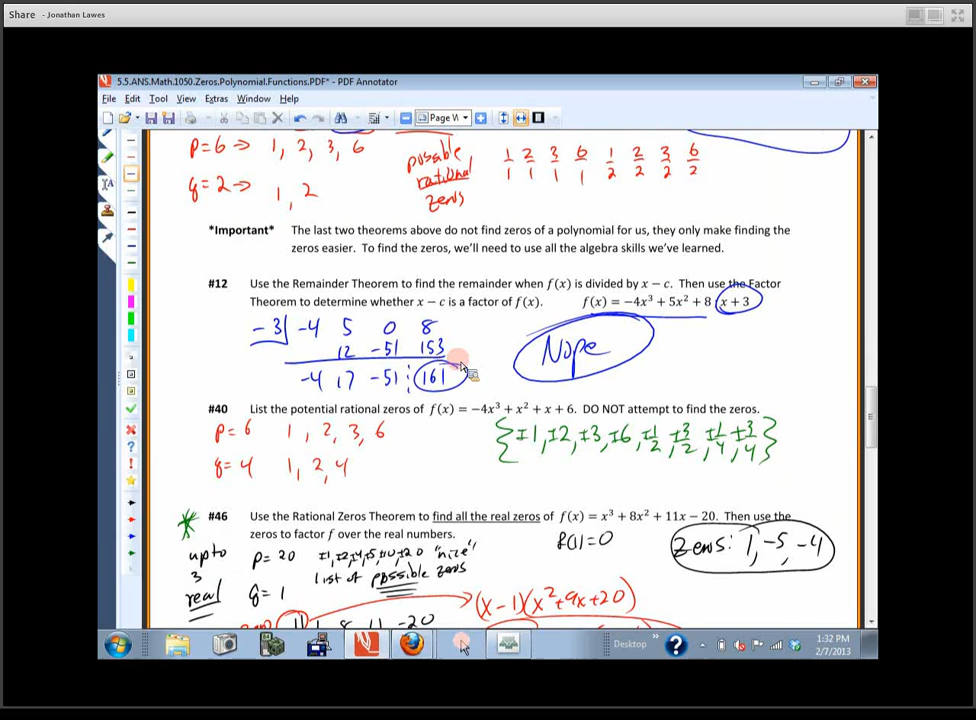 Share - Jonathan Lawes
5.5.ANS.Math.1050.Zeros.Polynomial.Functions.PDF* - PDF Annotator
File Edit Tool View Extras Window Help
Page W
p=6 => 1, 2, 3, 6
possible rational zeros
1/1 2/1 3/1 6/1 1/2 2/2 3/2 6/2
q=2 => 1, 2
*Important* The last two theorems above do not find zeros of a polynomial for us, they only make finding the
zeros easier. To find the zeros, we'll need to use all the algebra skills we've learned.
#12 Use the Remainder Theorem to find the remainder when f(x) is divided by x − c. Then use the Factor
Theorem to determine whether x − c is a factor of f(x). f(x) = −4x³ + 5x² + 8; x + 3
-3| -4 5 0 8
12 -51 153
-4 17 -51 161
Nope
#40 List the potential rational zeros of f(x) = −4x³ + x² + x + 6. DO NOT attempt to find the zeros.
p=6 1, 2, 3, 6
{±1, ±2, ±3, ±6, ±1/2, ±3/2, ±1/4, ±3/4}
q=4 1, 2, 4
#46 Use the Rational Zeros Theorem to find all the real zeros of f(x) = x³ + 8x² + 11x − 20. Then use the
zeros to factor f over the real numbers.
f(1)=0
Zeros: 1, -5, -4
up to
3
real
p=20 ±1, ±2, ±4, ±5, ±10, ±20 "nice"
list of possible zeros
q=1
(x-1)(x²+9x+20)
1| 1 8 11 -20
Desktop
1:32 PM
2/7/2013